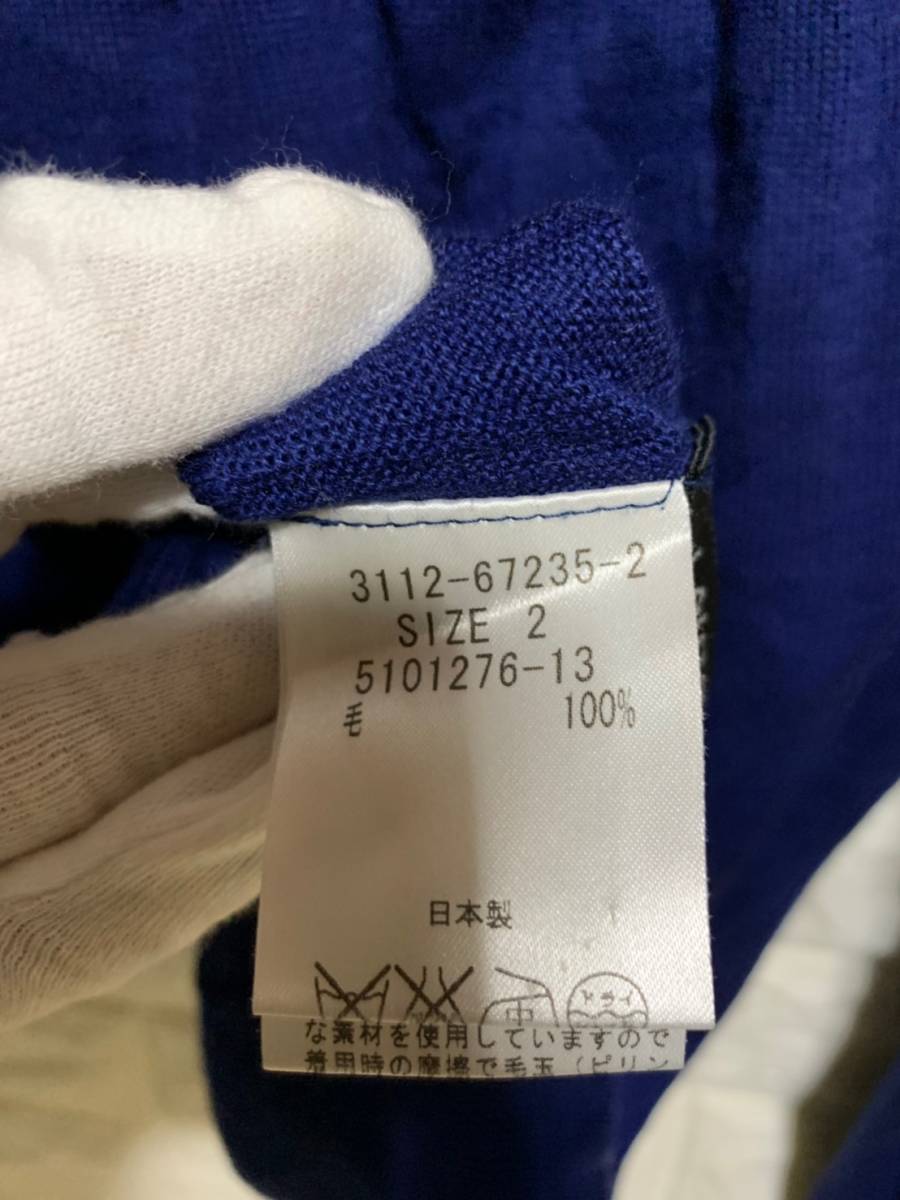 3112-67235-2
SIZE 2
5101276-13
毛 100%
日本製
中 ドライ
な素材を使用していますので
着用時の摩擦で毛玉(ピリン